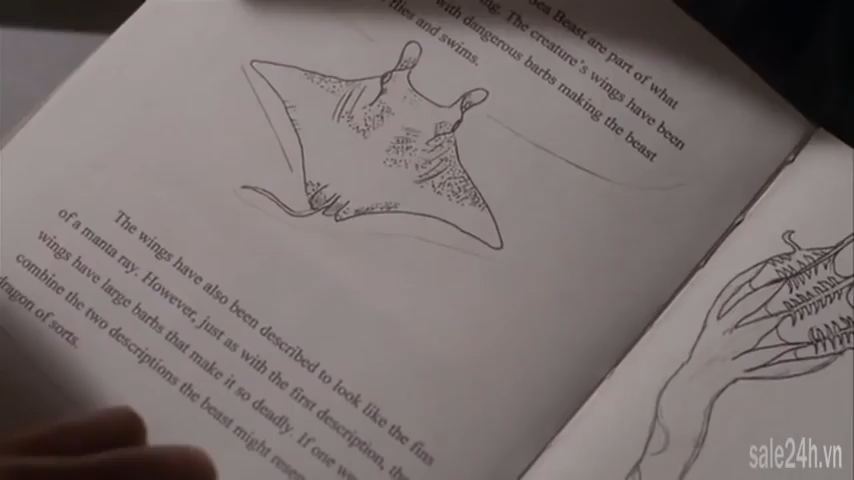 Sea Beast are part of what
The creature's wings have been
with dangerous barbs making the beast
flies and swims.
The wings have also been described to look like the fins
of a manta ray. However, just as with the first description, the
wings have large barbs that make it so deadly. If one
combine the two descriptions the beast might
dragon of sorts.
sale24h.vn